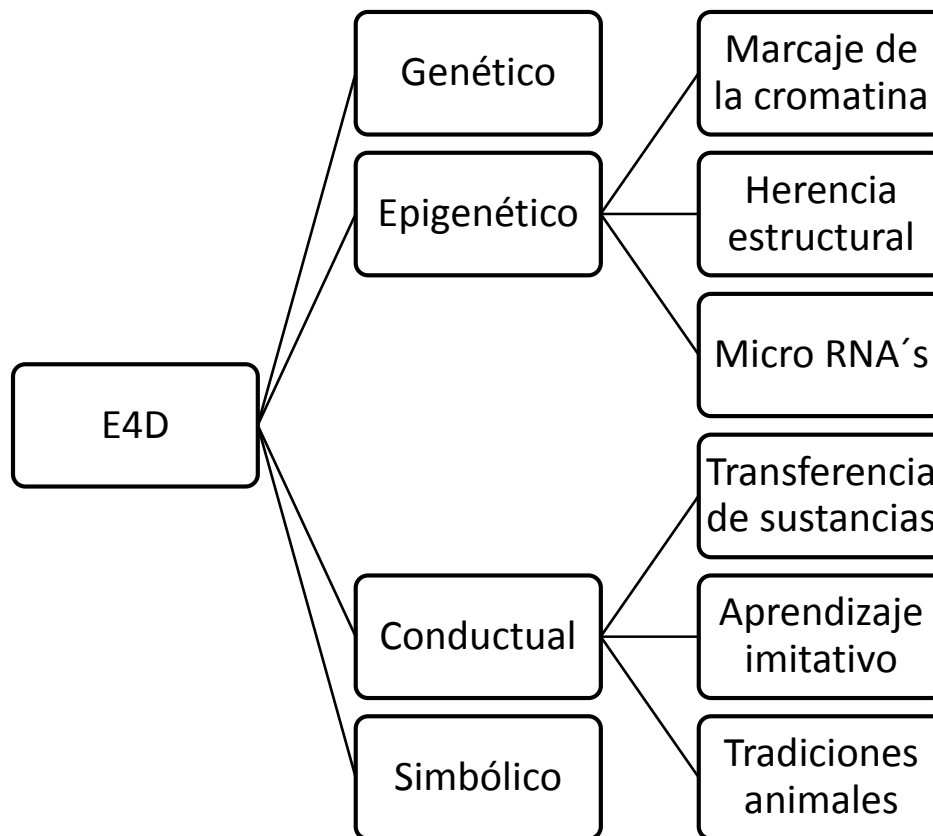 Genético
Marcaje de
la cromatina
Epigenético
Herencia
estructural
Micro RNA´s
E4D
Transferencia
de sustancias
Conductual
Aprendizaje
imitativo
Simbólico
Tradiciones
animales